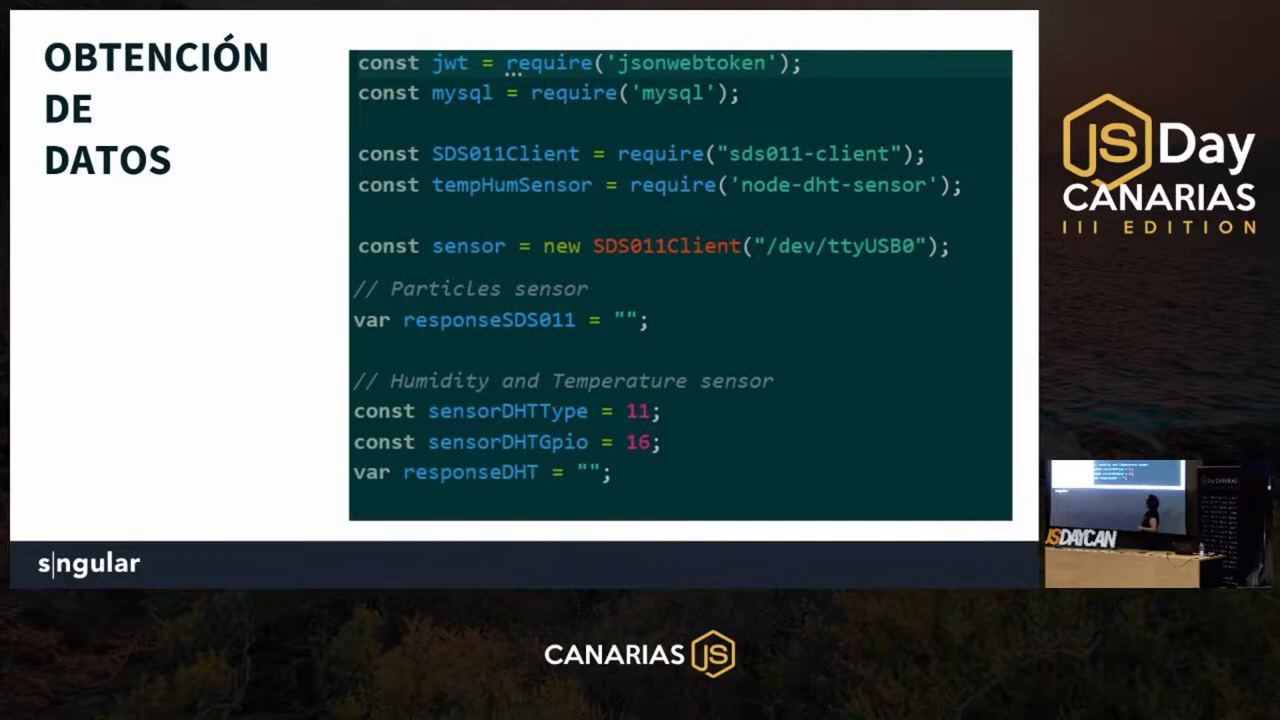 OBTENCIÓN
DE
DATOS
const jwt = require('jsonwebtoken');
const mysql = require('mysql');
const SDS011Client = require("sds011-client");
const tempHumSensor = require('node-dht-sensor');
const sensor = new SDS011Client("/dev/ttyUSB0");
// Particles sensor
var responseSDS011 = "";
// Humidity and Temperature sensor
const sensorDHTType = 11;
const sensorDHTGpio = 16;
var responseDHT = "";
s|ngular
JS Day
CANARIAS
III EDITION
JSDAYCAN
CANARIAS JS